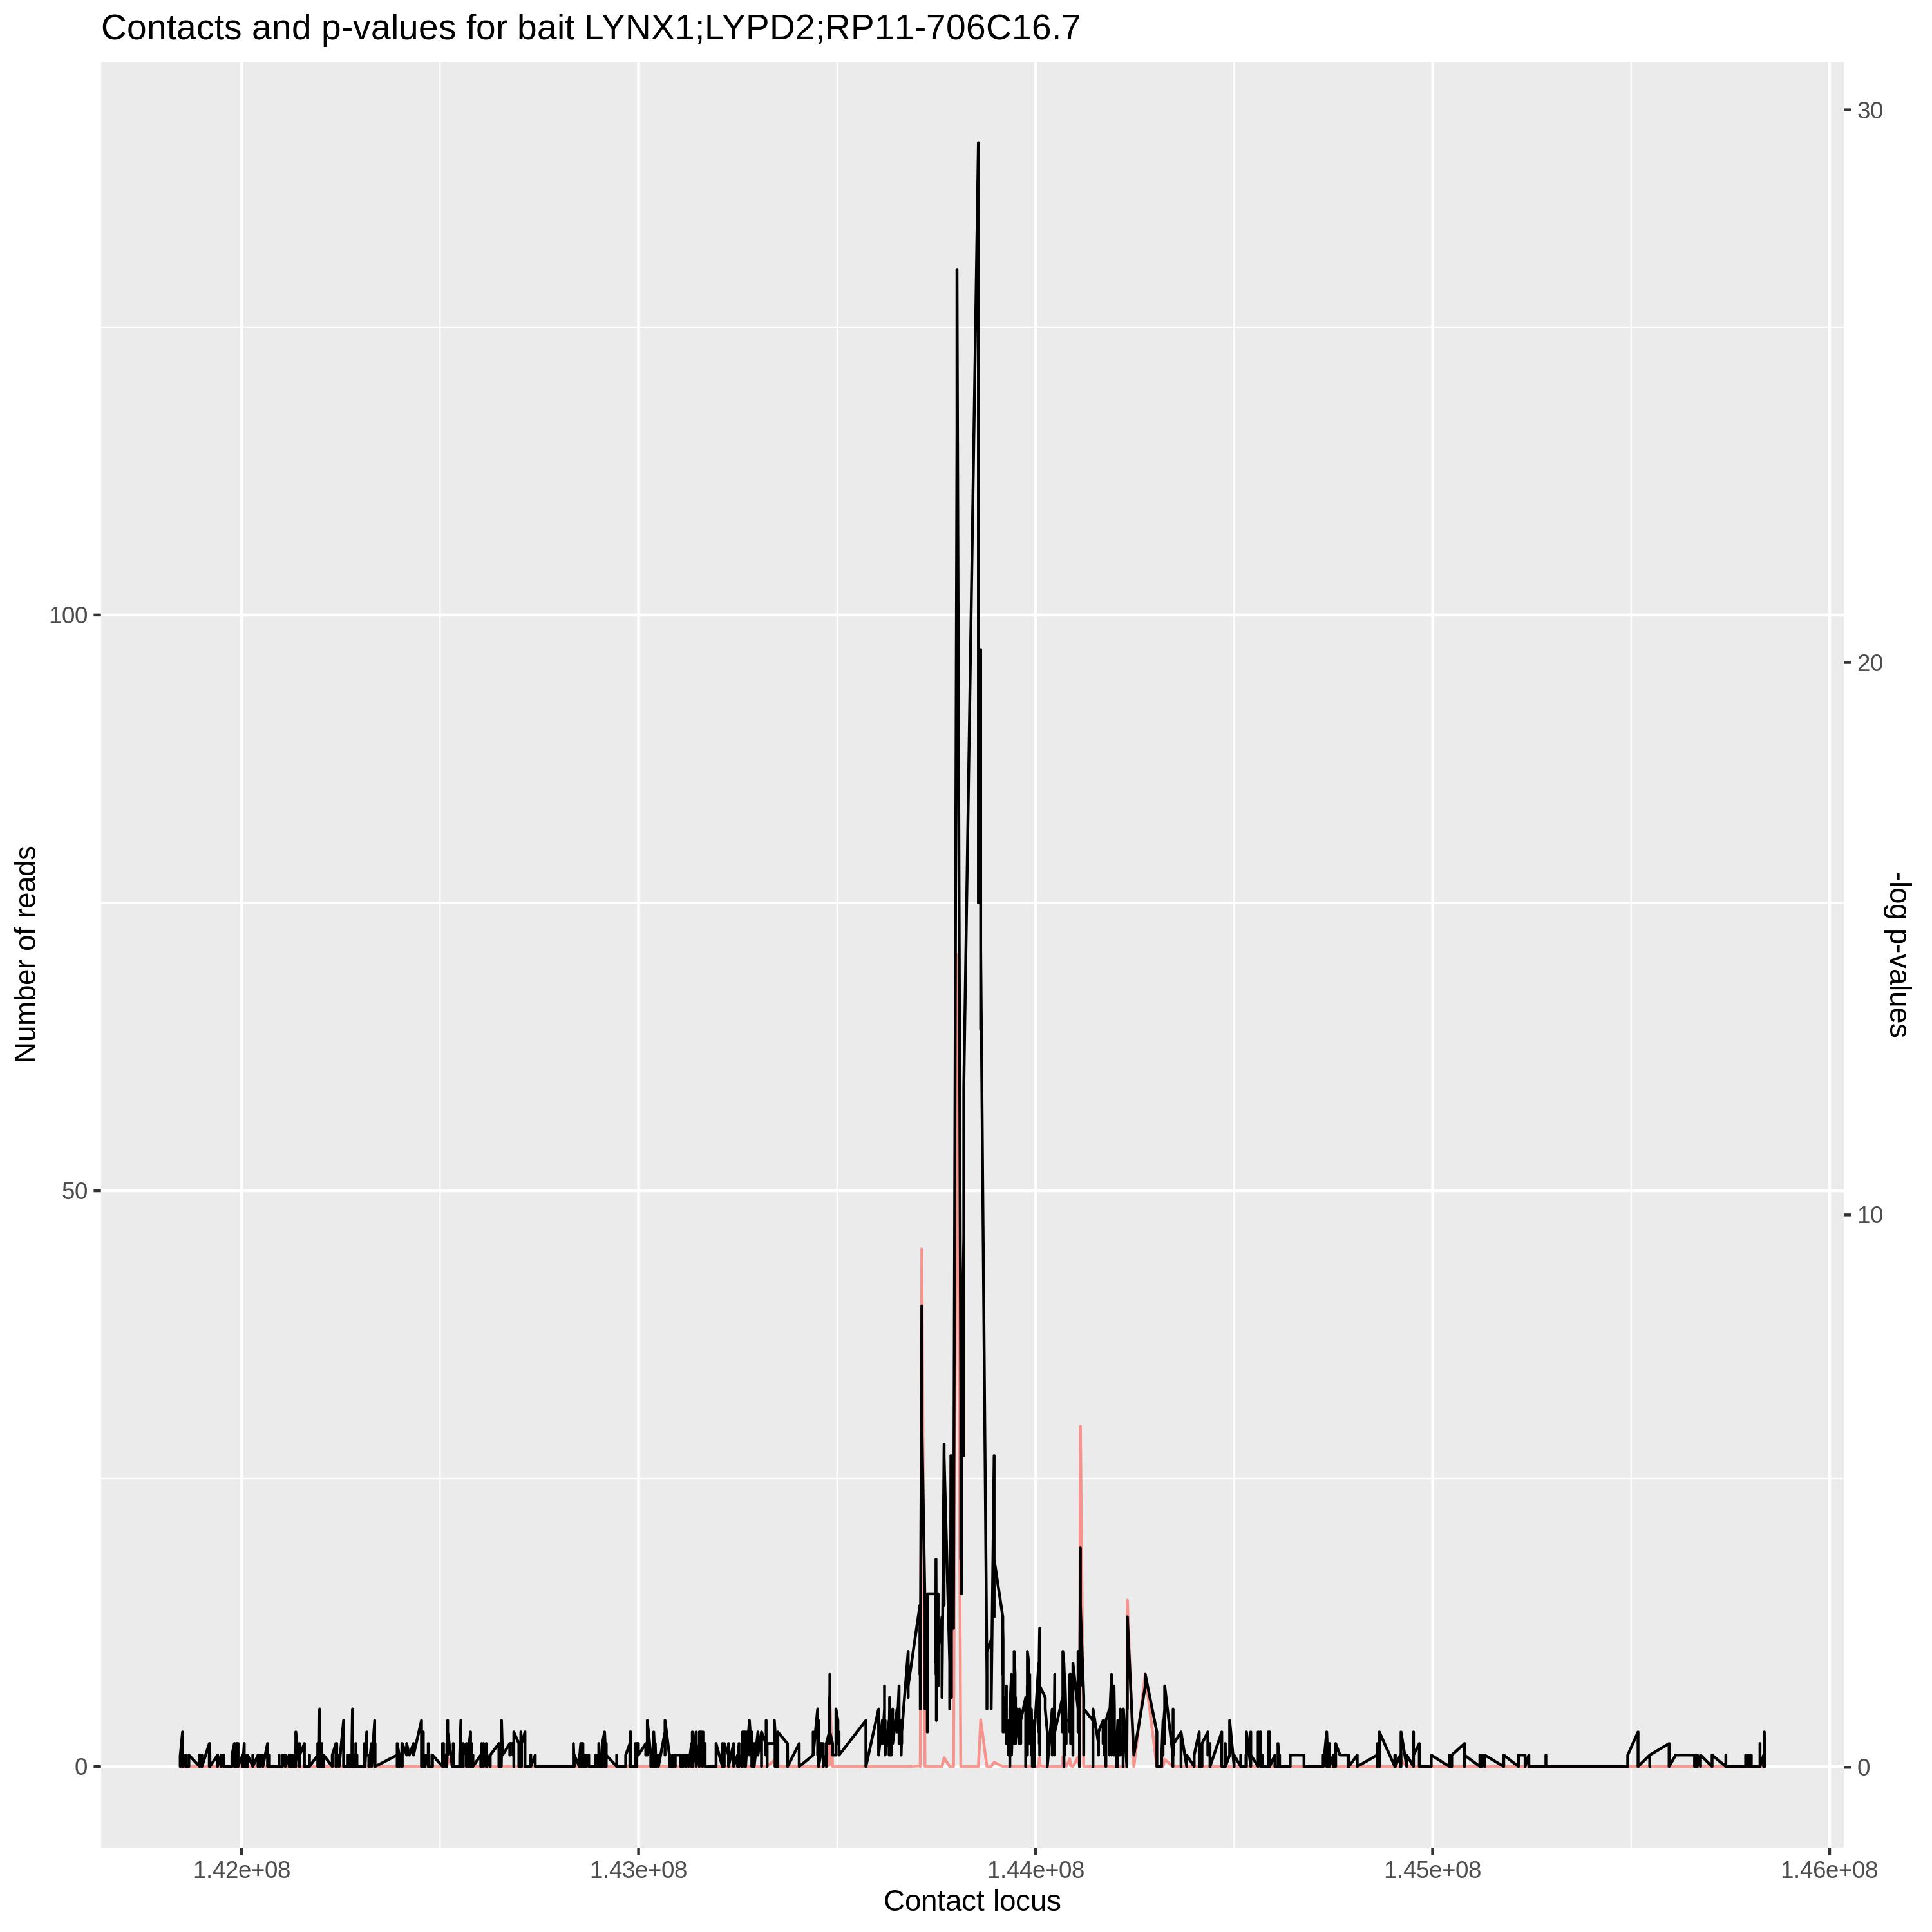 Contacts and p-values for bait LYNX1;LYPD2;RP11-706C16.7
30
100
20
Number of reads
-log p-values
50
10
0
0
1.42e+08
1.43e+08
1.44e+08
1.45e+08
1.46e+08
Contact locus